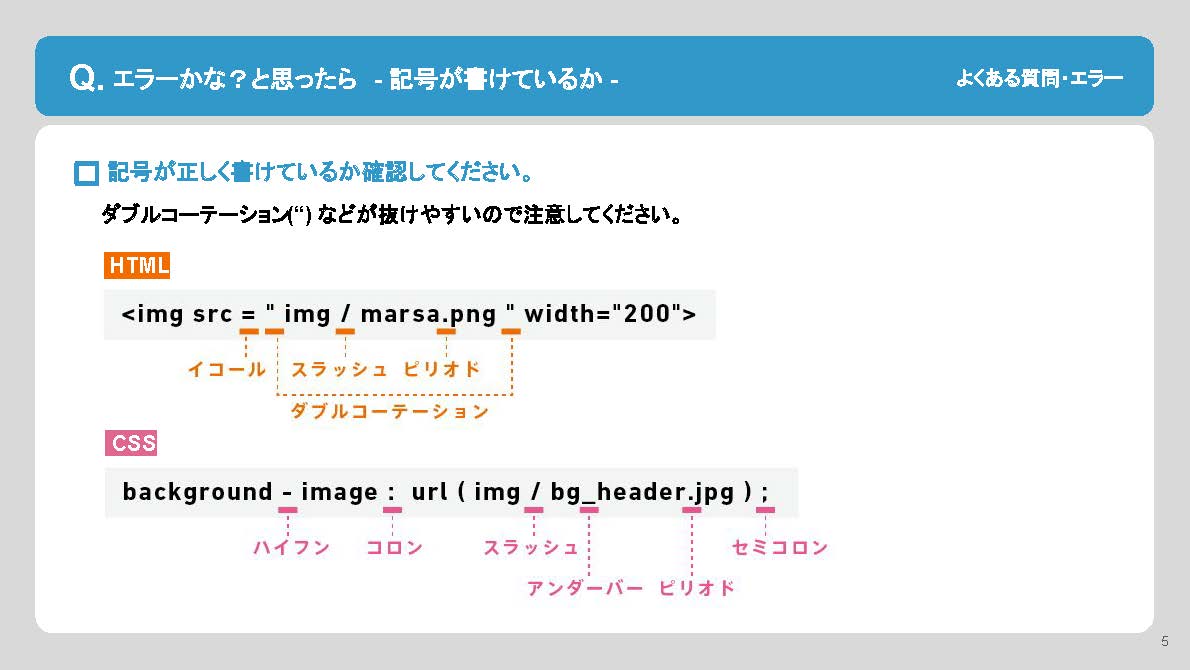 Q. エラーかな？と思ったら - 記号が書けているか -
よくある質問・エラー
記号が正しく書けているか確認してください。
ダブルコーテーション(“) などが抜けやすいので注意してください。
HTML
<img src = " img / marsa.png " width="200">
イコール スラッシュ ピリオド
ダブルコーテーション
CSS
background - image : url ( img / bg_header.jpg ) ;
ハイフン コロン スラッシュ セミコロン
アンダーバー ピリオド
5